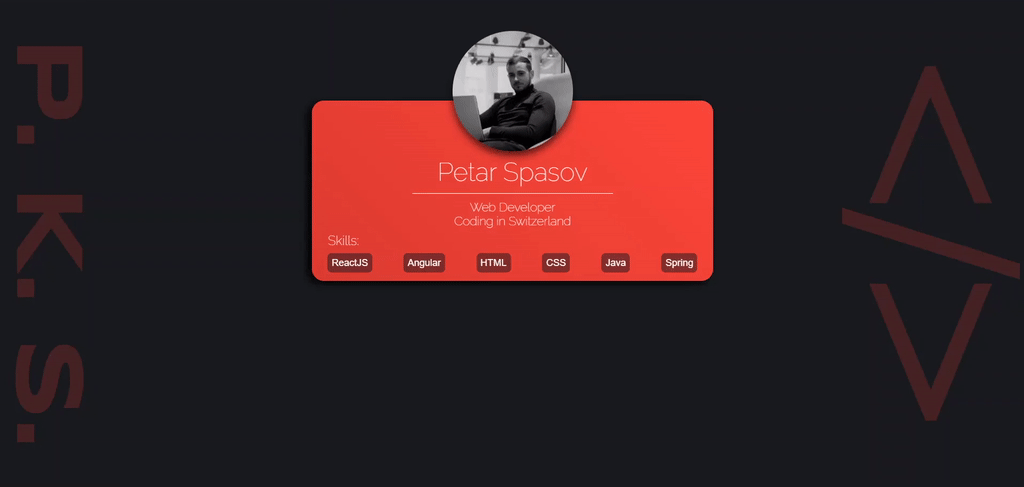 P. K. S.
Petar Spasov
Web Developer
Coding in Switzerland
Skills:
ReactJS Angular HTML CSS Java Spring
</>